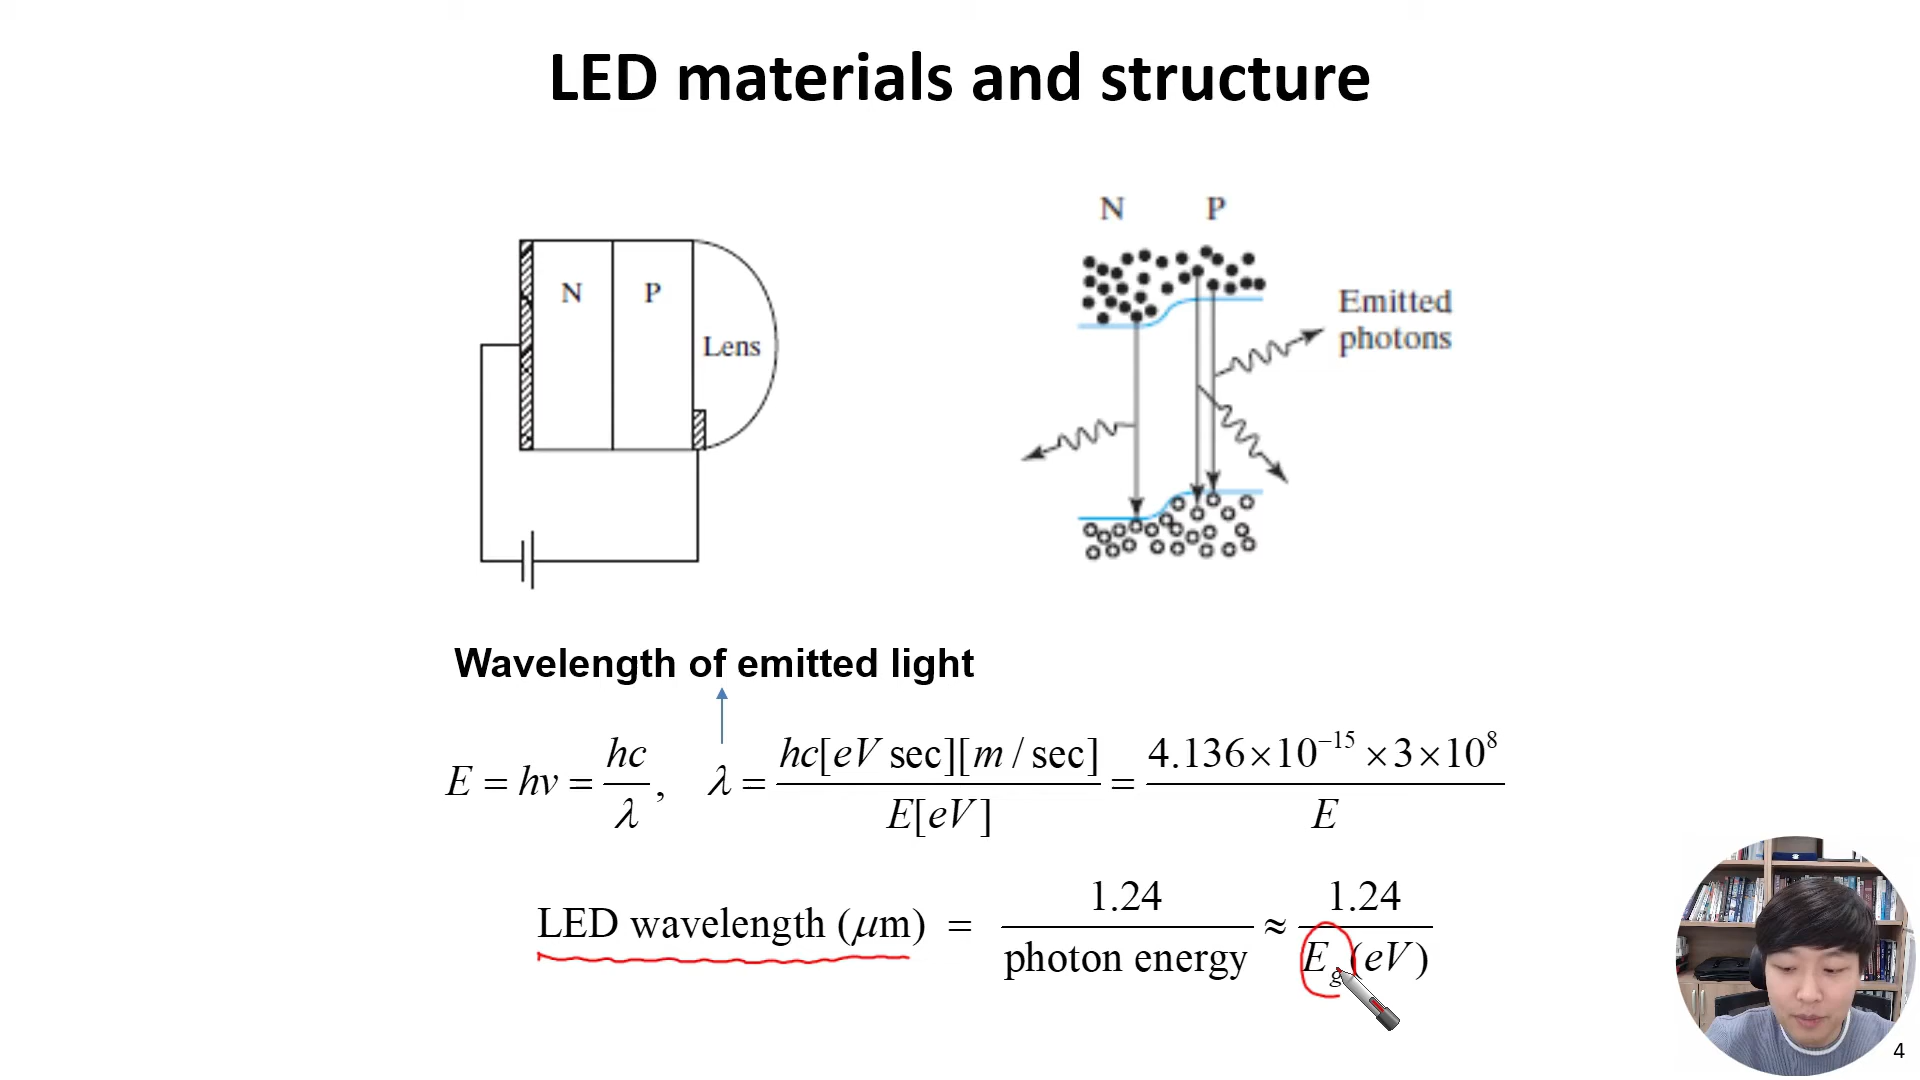 LED materials and structure
N P
N P
Lens
Emitted
photons
Wavelength of emitted light
E = hν = hc/λ, λ = hc[eV sec][m / sec]/E[eV] = 4.136×10⁻¹⁵ ×3×10⁸/E
LED wavelength (μm) = 1.24/photon energy ≈ 1.24/E_g(eV)
4